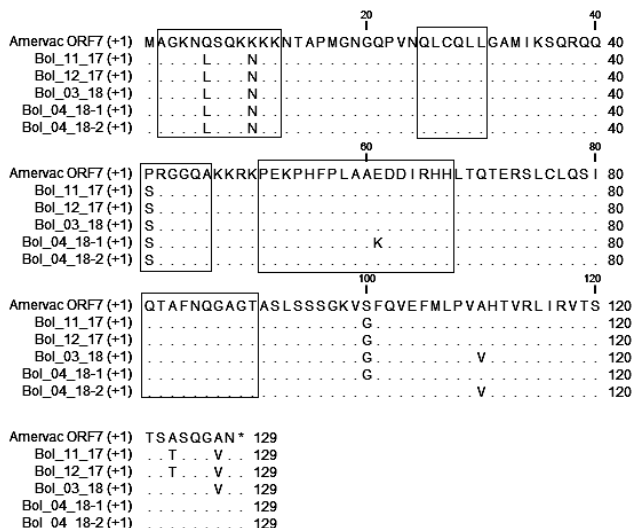 20 40
Amervac ORF7 (+1) MAGKNQSQKKKKNTAPMGNGQPVNQLCQLLGAMIKSQRQQ 40
Bol_11_17 (+1) .....L...N.............................. 40
Bol_12_17 (+1) .....L...N.............................. 40
Bol_03_18 (+1) .....L...N.............................. 40
Bol_04_18-1 (+1) .....L...N.............................. 40
Bol_04_18-2 (+1) .....L...N.............................. 40
60 80
Amervac ORF7 (+1) PRGGQAKKRKPEKPHFPLAAEDDIRHHLTQTERSLCLQSI 80
Bol_11_17 (+1) S....................................... 80
Bol_12_17 (+1) S....................................... 80
Bol_03_18 (+1) S....................................... 80
Bol_04_18-1 (+1) S...................K................... 80
Bol_04_18-2 (+1) S....................................... 80
100 120
Amervac ORF7 (+1) QTAFNQGAGTASLSSSGKVSFQVEFMLPVAHTVRLIRVTS 120
Bol_11_17 (+1) ...................G.................... 120
Bol_12_17 (+1) ...................G.................... 120
Bol_03_18 (+1) ...................G.........V.......... 120
Bol_04_18-1 (+1) ...................G.................... 120
Bol_04_18-2 (+1) .............................V.......... 120
Amervac ORF7 (+1) TSASQGAN* 129
Bol_11_17 (+1) ..T...V.. 129
Bol_12_17 (+1) ..T...V.. 129
Bol_03_18 (+1) ......V.. 129
Bol_04_18-1 (+1) ......... 129
Bol_04_18-2 (+1) ......... 129